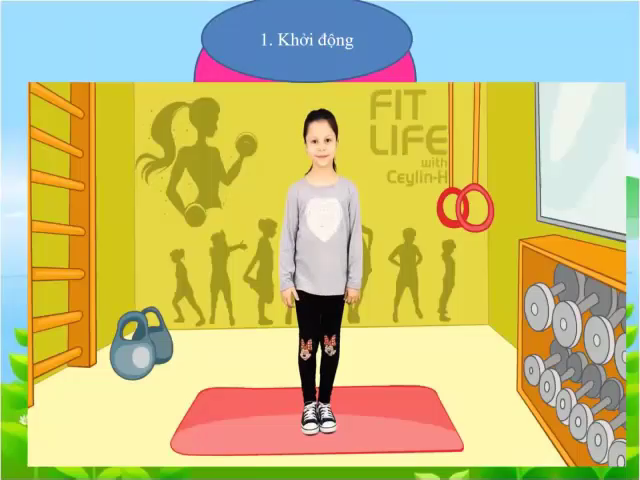 1. Khởi động
FIT
LIFE
with
Ceylin-H